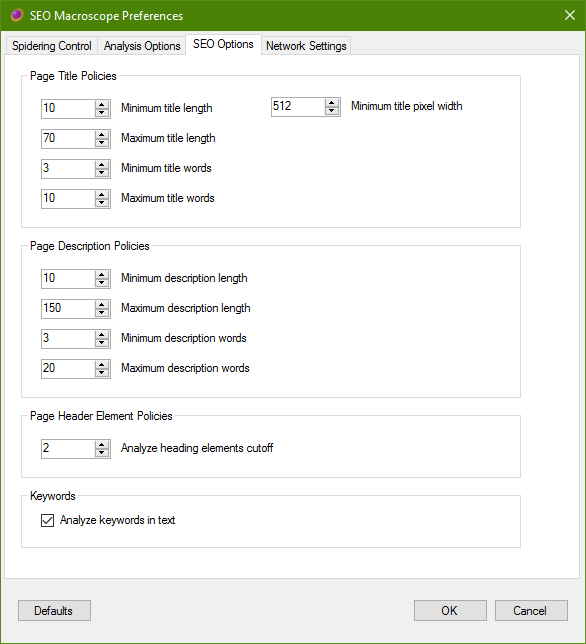 SEO Macroscope Preferences
Spidering Control Analysis Options SEO Options Network Settings
Page Title Policies
10 Minimum title length 512 Minimum title pixel width
70 Maximum title length
3 Minimum title words
10 Maximum title words
Page Description Policies
10 Minimum description length
150 Maximum description length
3 Minimum description words
20 Maximum description words
Page Header Element Policies
2 Analyze heading elements cutoff
Keywords
Analyze keywords in text
Defaults OK Cancel